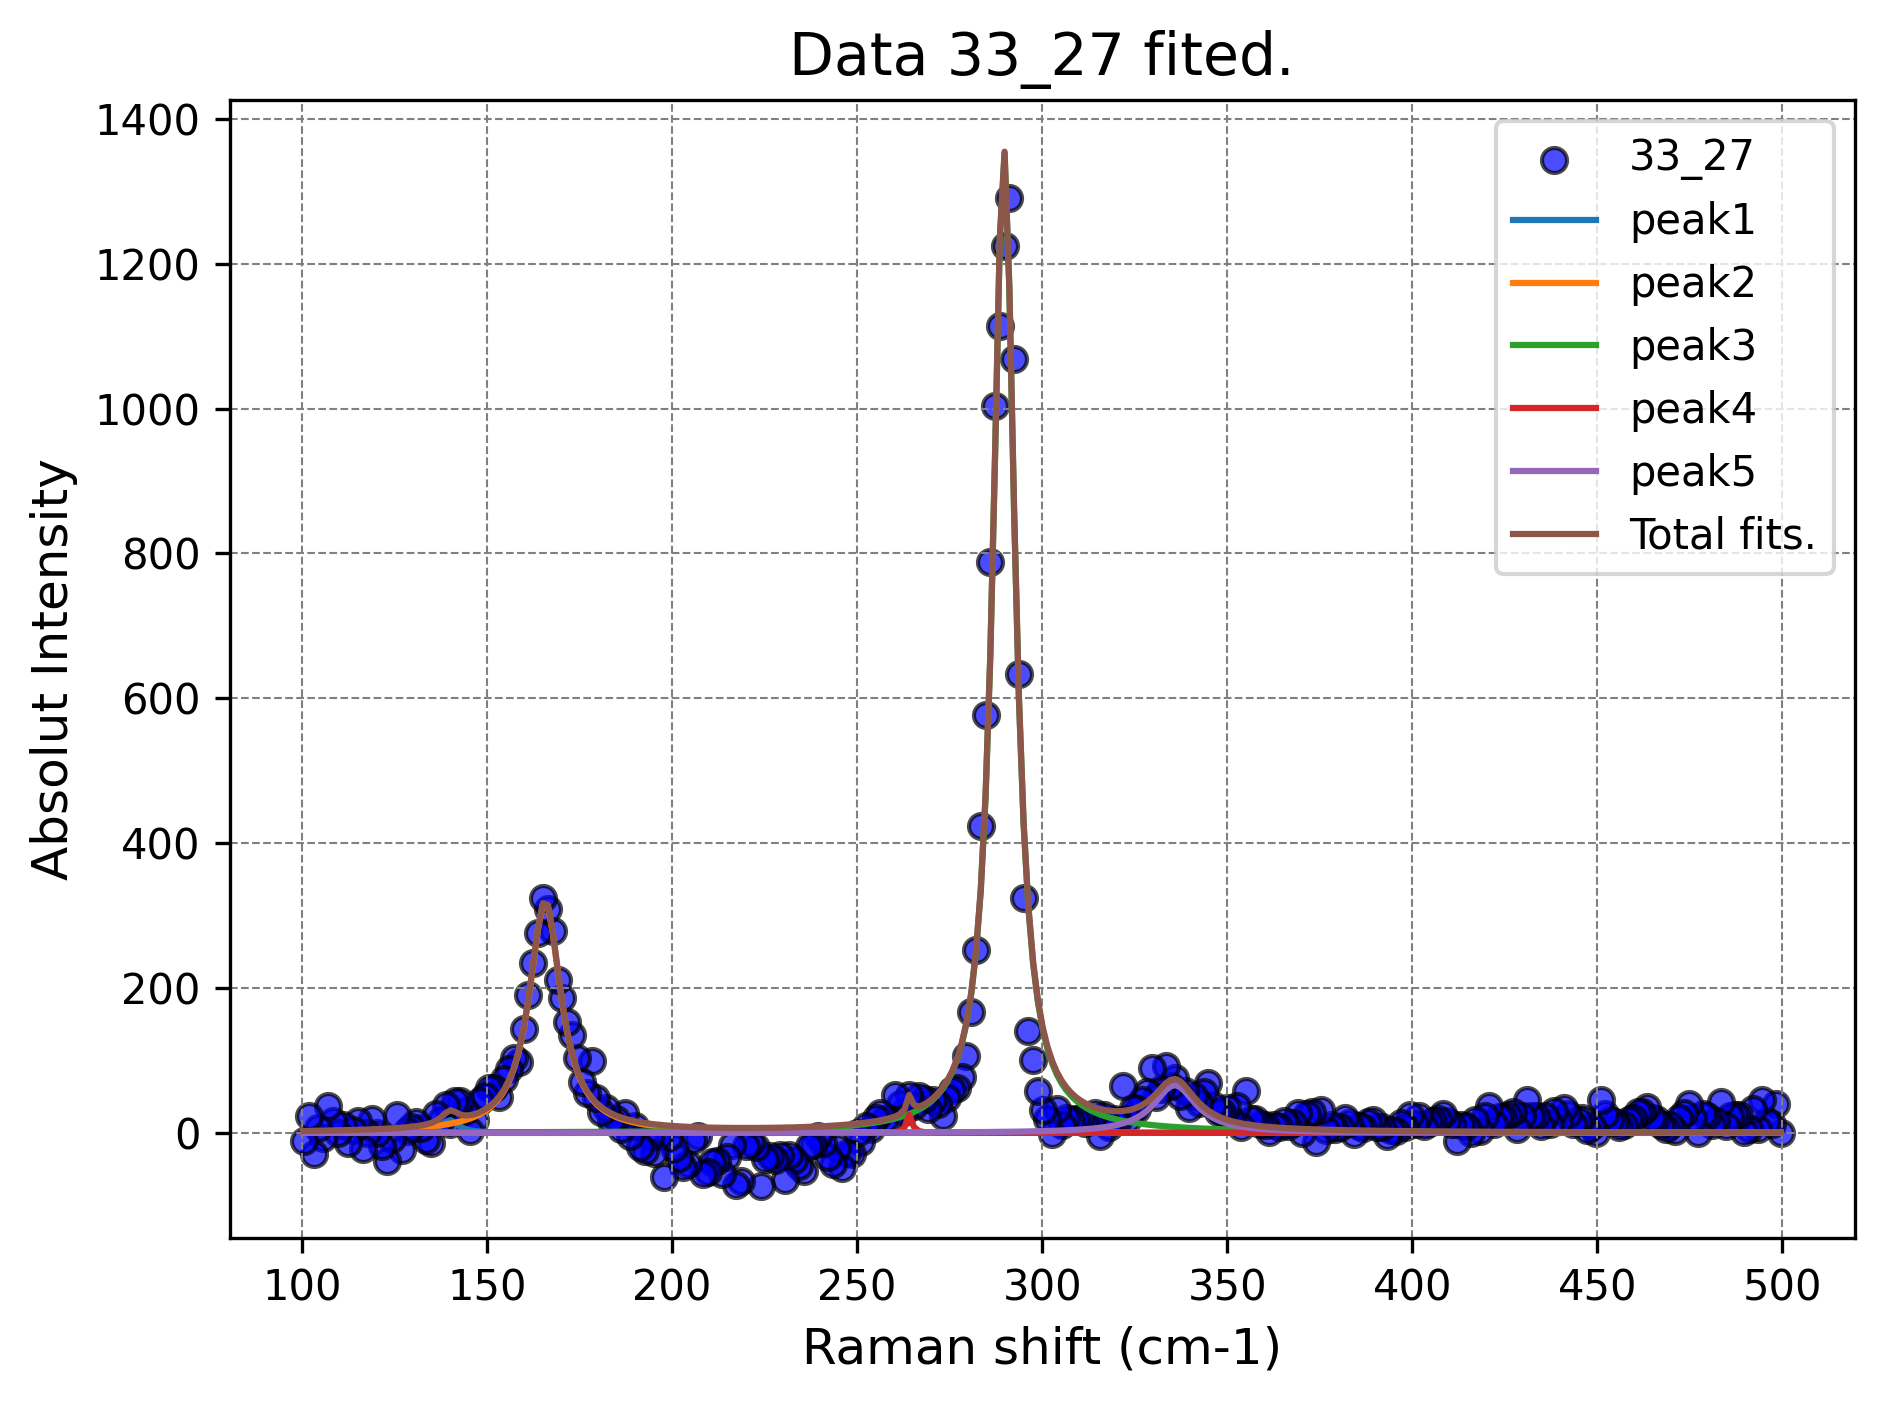 Data 33_27 fited.
1400
1200
1000
800
600
400
200
0
Absolut Intensity
33_27
peak1
peak2
peak3
peak4
peak5
Total fits.
100 150 200 250 300 350 400 450 500
Raman shift (cm-1)